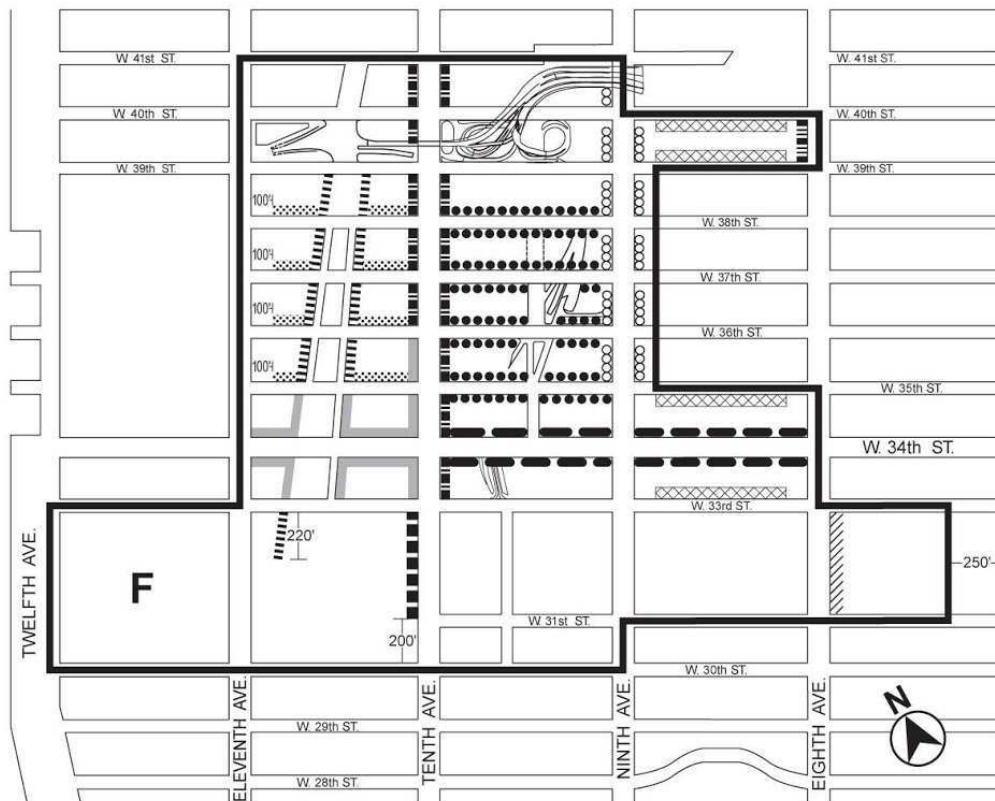 W. 41st ST.
W. 41st ST.
W. 40th ST.
W. 40th ST.
W. 39th ST.
W. 39th ST.
100'
W. 38th ST.
100'
W. 37th ST.
100'
W. 36th ST.
100'
W. 35th ST.
W. 34th ST.
W. 33rd ST.
220'
250'
F
W. 31st ST.
200'
W. 30th ST.
TWELFTH AVE.
ELEVENTH AVE.
TENTH AVE.
NINTH AVE.
EIGHTH AVE.
N
W. 29th ST.
W. 28th ST.